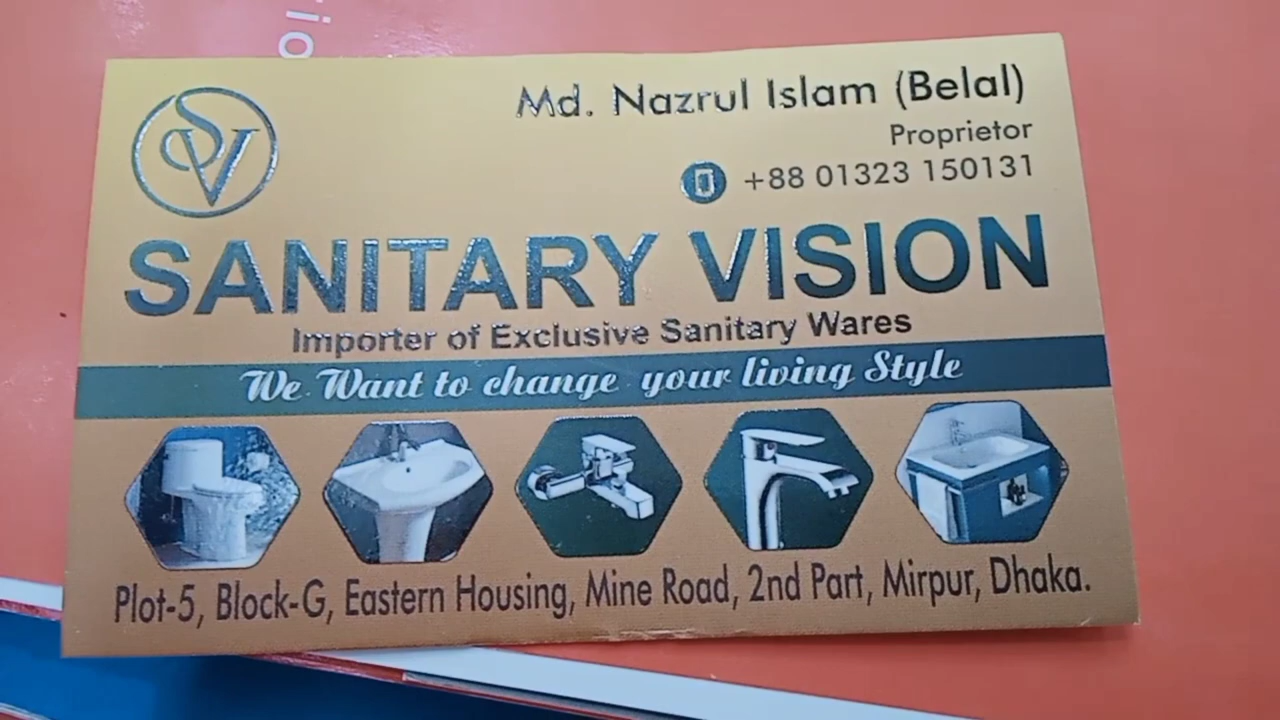 SV
Md. Nazrul Islam (Belal)
Proprietor
+88 01323 150131
SANITARY VISION
Importer of Exclusive Sanitary Wares
We Want to change your living Style
Plot-5, Block-G, Eastern Housing, Mine Road, 2nd Part, Mirpur, Dhaka.